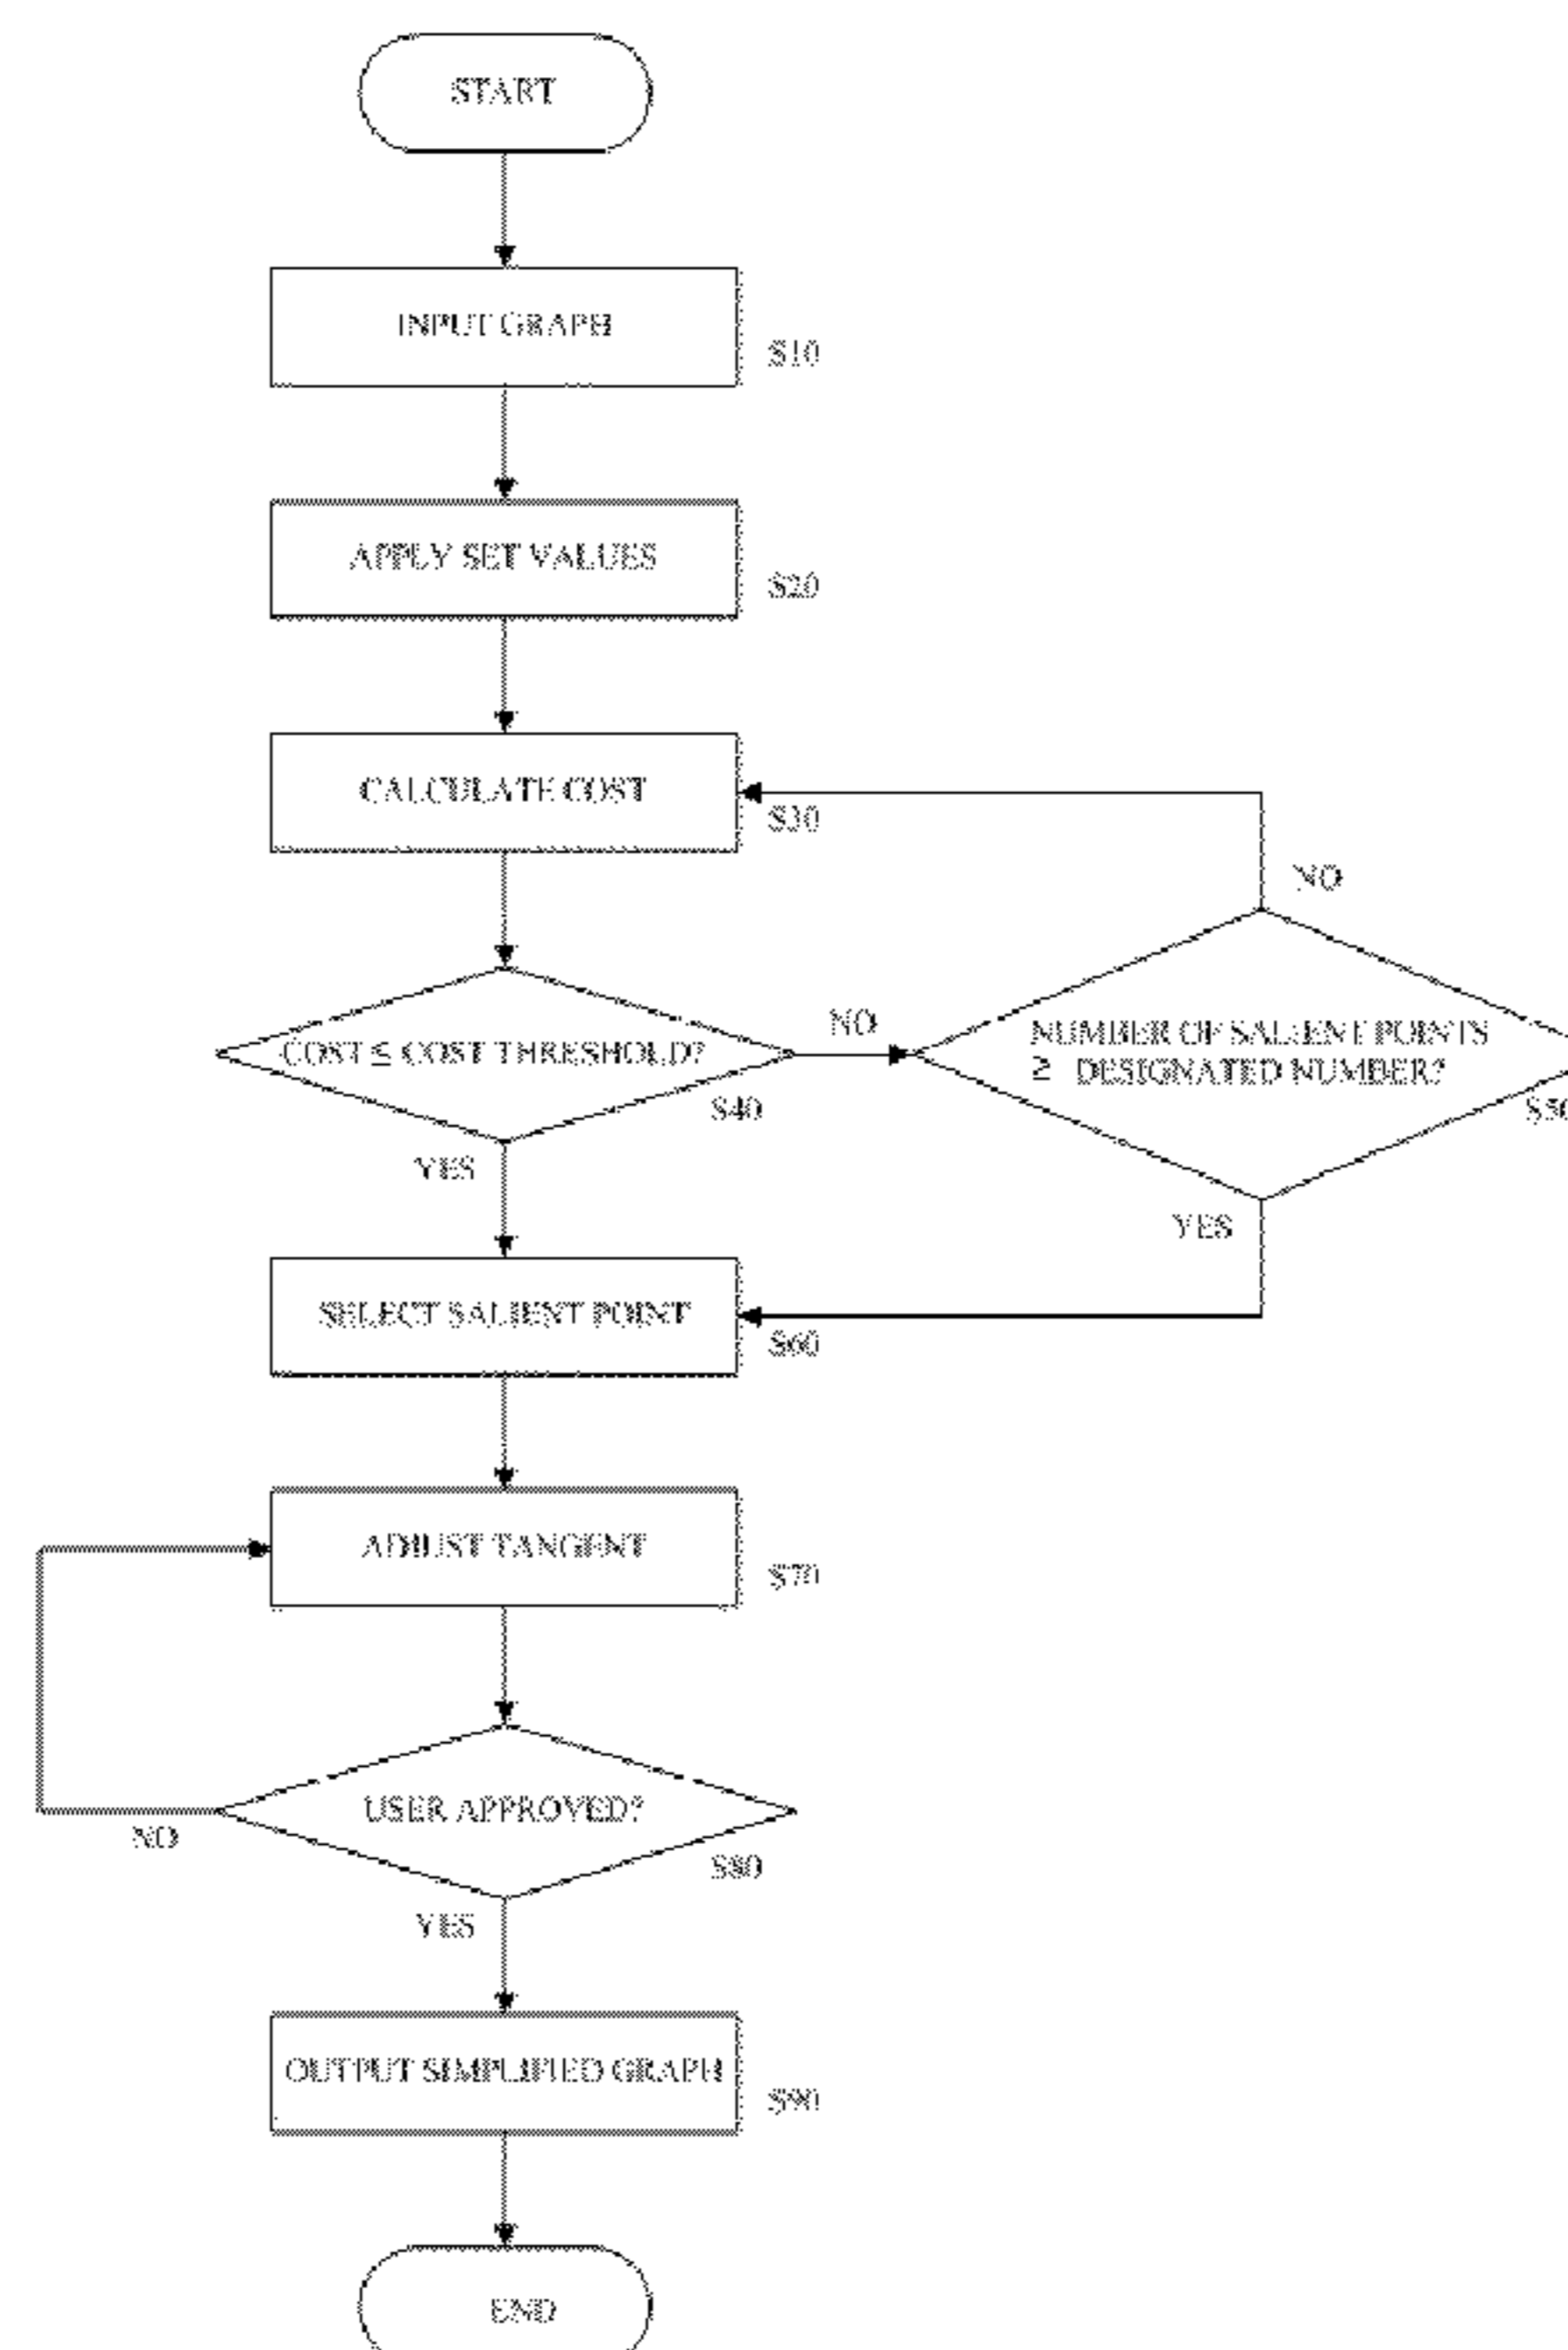 START
INPUT GRAPH
S10
APPLY SET VALUES
S20
CALCULATE COST
S30
NO
COST ≤ COST THRESHOLD?
S40
NO
NUMBER OF SALIENT POINTS
≥ DESIGNATED NUMBER?
S50
YES
YES
SELECT SALIENT POINT
S60
ADJUST TANGENT
S70
USER APPROVED?
S80
NO
YES
OUTPUT SIMPLIFIED GRAPH
S90
END